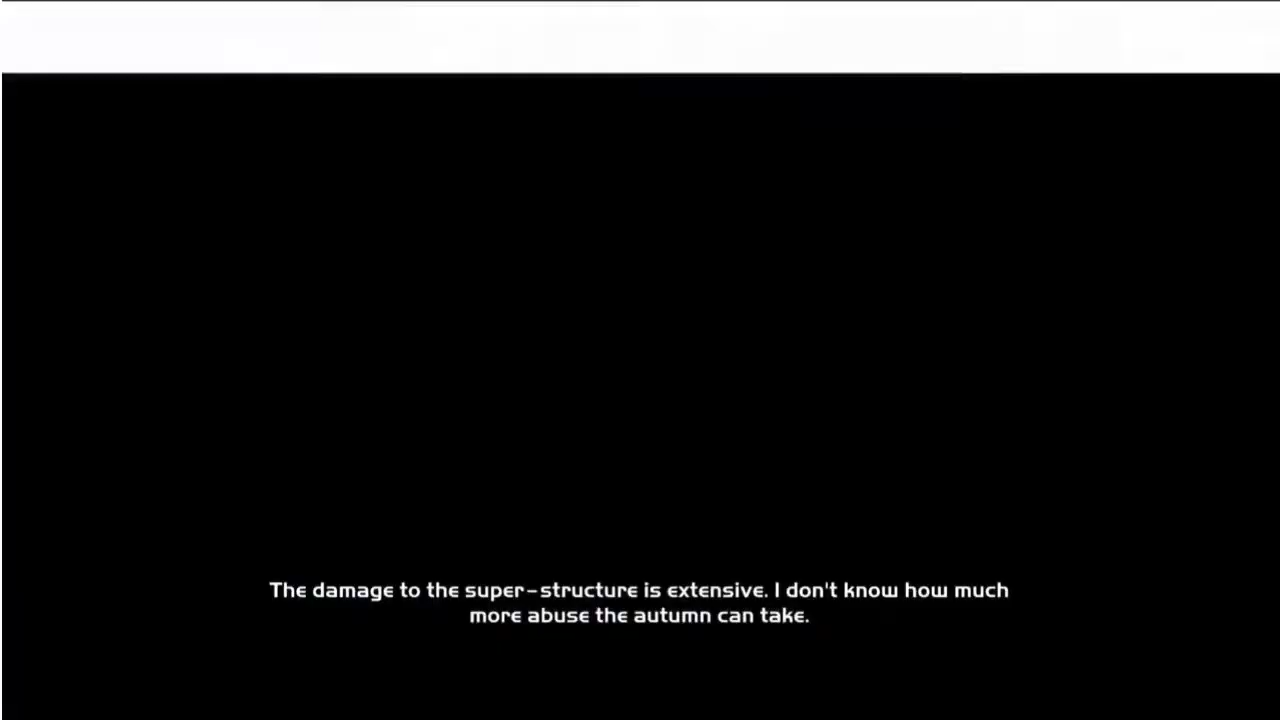 The damage to the super-structure is extensive. I don't know how much
more abuse the autumn can take.